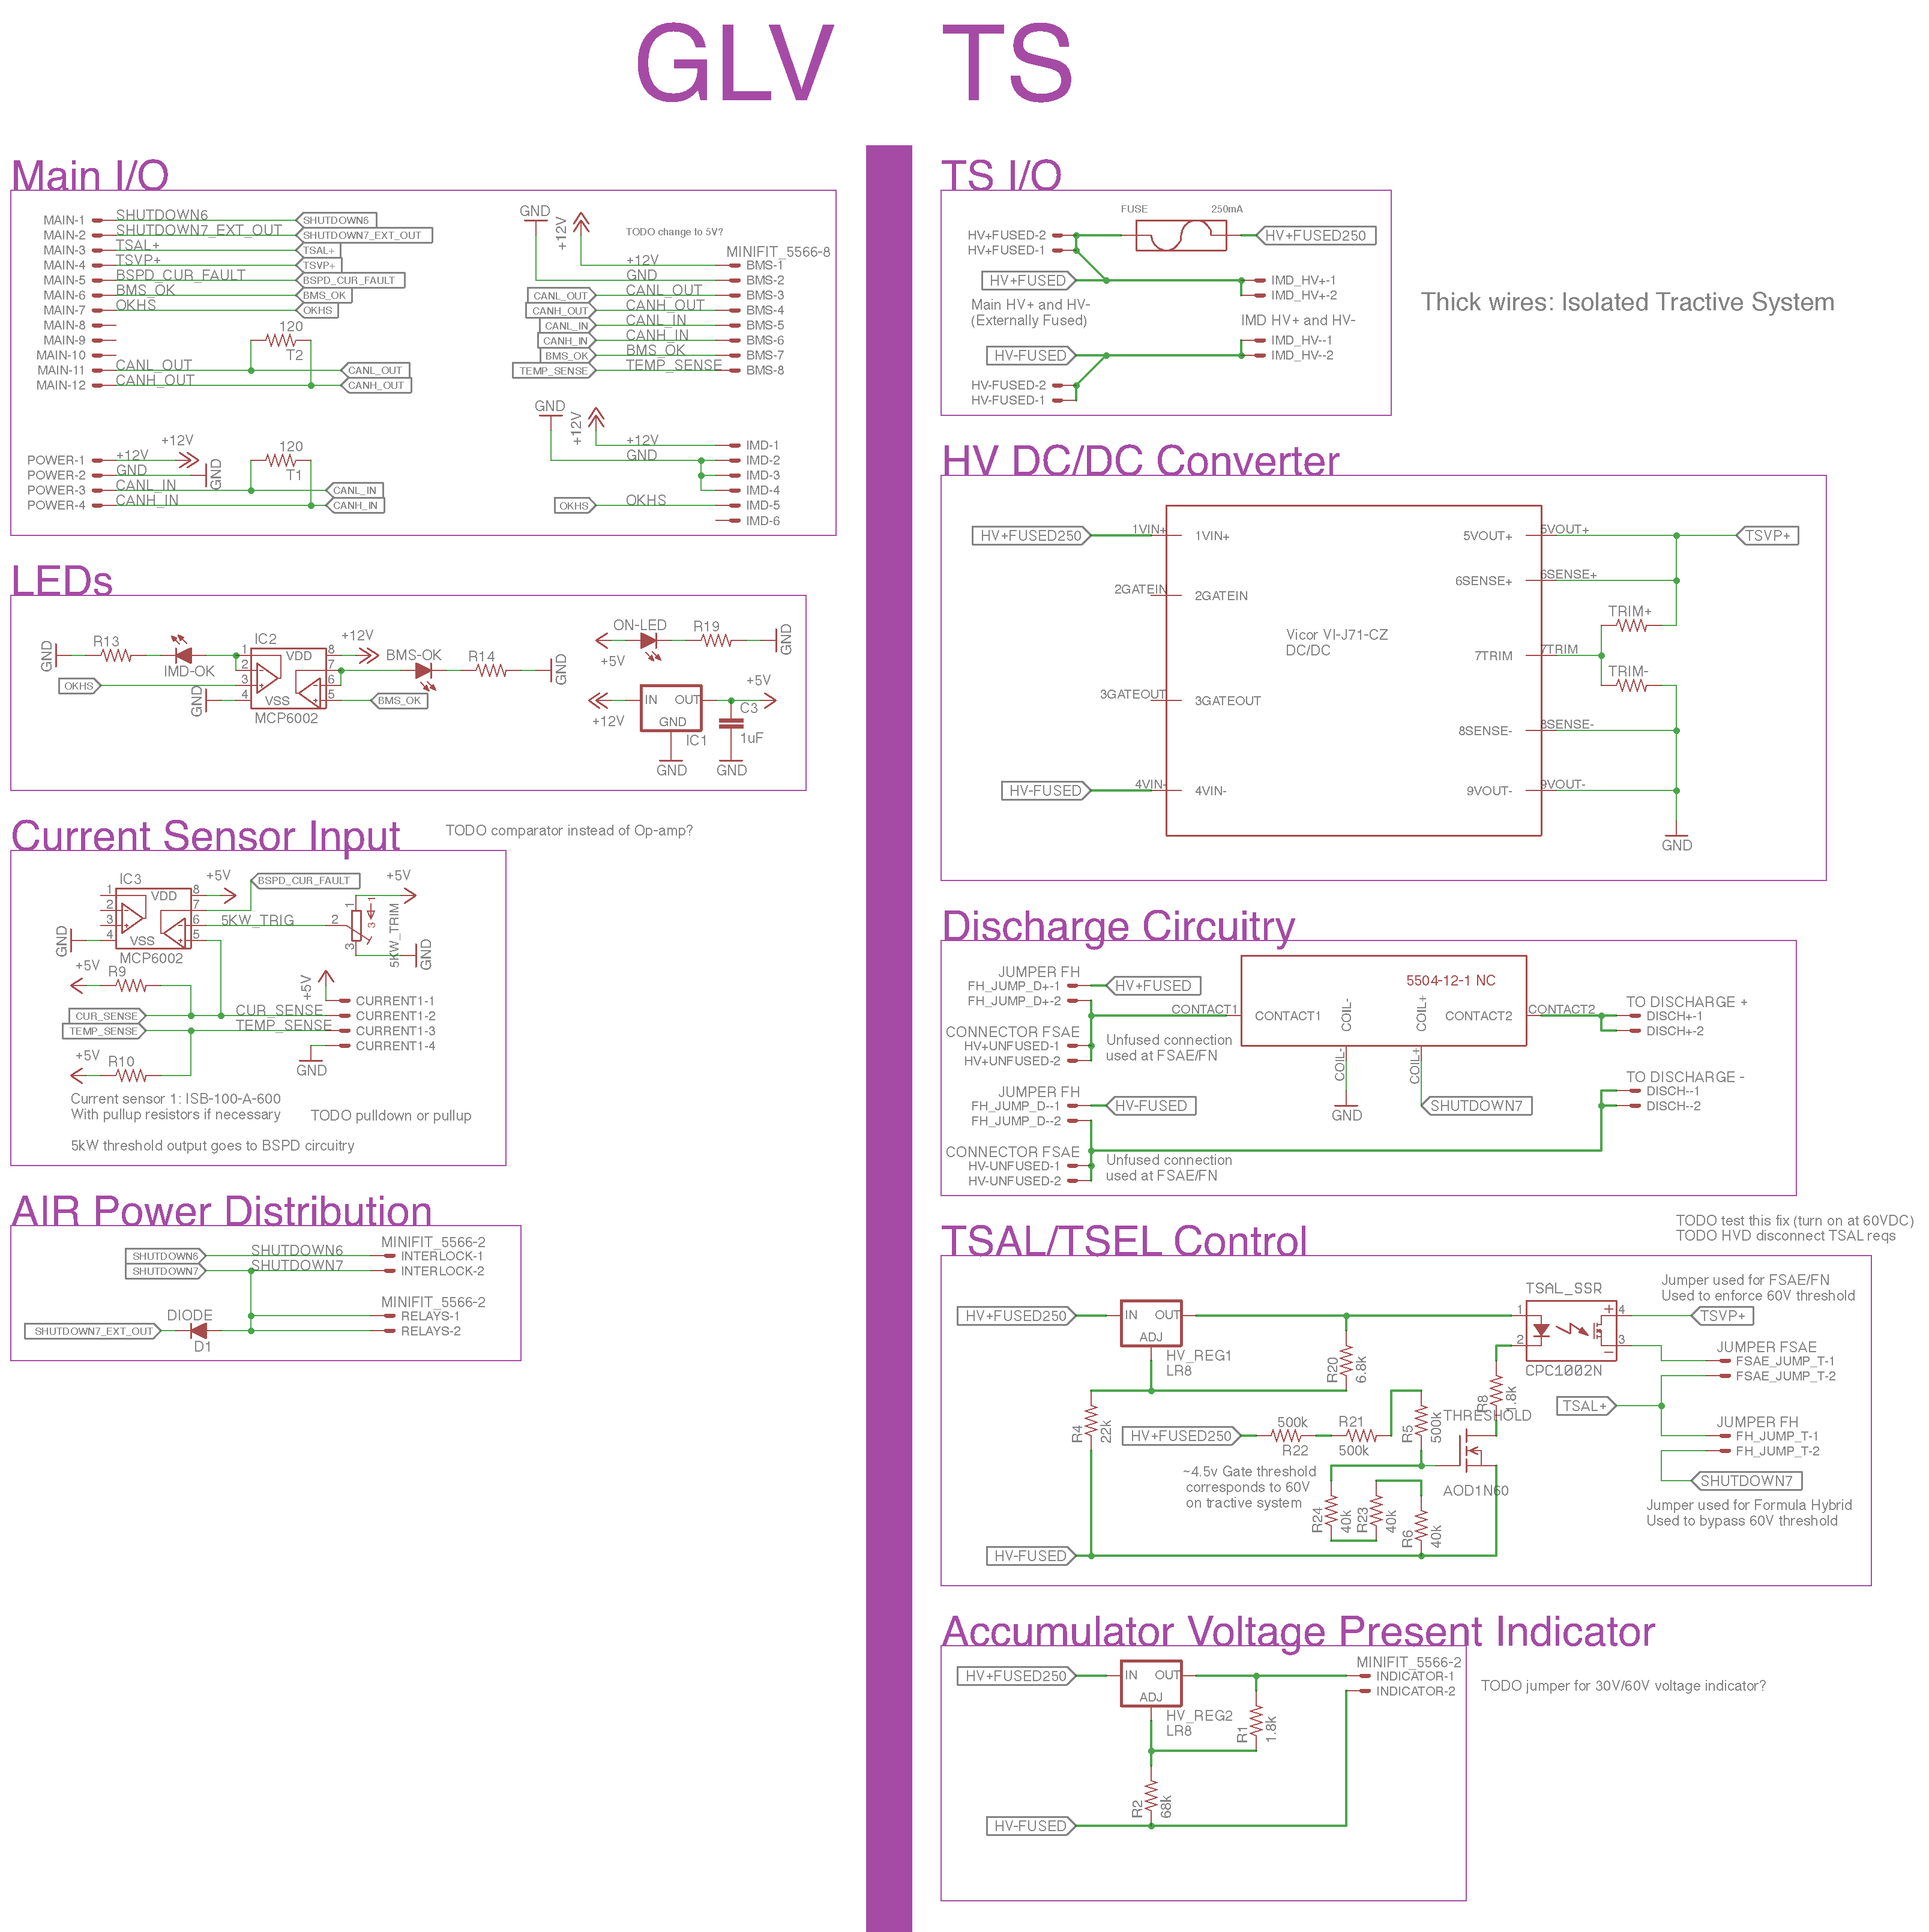 GLV TS
Main I/O
MAIN-1 SHUTDOWN6 SHUTDOWN6
MAIN-2 SHUTDOWN7_EXT_OUT SHUTDOWN7_EXT_OUT
MAIN-3 TSAL+ TSAL+
MAIN-4 TSVP+ TSVP+
MAIN-5 BSPD_CUR_FAULT BSPD_CUR_FAULT
MAIN-6 BMS_OK BMS_OK
MAIN-7 OKHS OKHS
MAIN-8
MAIN-9
MAIN-10
MAIN-11 CANL_OUT CANL_OUT
MAIN-12 CANH_OUT CANH_OUT
120
T2
GND
+12V
TODO change to 5V?
MINIFIT_5566-8
+12V BMS-1
GND BMS-2
CANL_OUT CANL_OUT BMS-3
CANH_OUT CANH_OUT BMS-4
CANL_IN CANL_IN BMS-5
CANH_IN CANH_IN BMS-6
BMS_OK BMS_OK BMS-7
TEMP_SENSE TEMP_SENSE BMS-8
+12V
POWER-1 +12V
POWER-2 GND GND
POWER-3 CANL_IN CANL_IN
POWER-4 CANH_IN CANH_IN
120
T1
GND
+12V
+12V IMD-1
GND IMD-2
IMD-3
IMD-4
OKHS OKHS IMD-5
IMD-6
LEDs
GND
R13
IMD-OK
OKHS
IC2
1 VDD 8
2 7
3 6
4 VSS 5
MCP6002
GND
+12V
BMS-OK
R14
GND
BMS_OK
ON-LED
+5V
R19
GND
+12V
IN OUT
GND
IC1
GND
+5V
C3
1uF
GND
Current Sensor Input
TODO comparator instead of Op-amp?
IC3
1 VDD 8
2 7
3 6
4 VSS 5
MCP6002
GND
+5V
BSPD_CUR_FAULT
5KW_TRIG
+5V
1
2
3
3 1
5KW_TRIM
GND
+5V
R9
CUR_SENSE CUR_SENSE
TEMP_SENSE TEMP_SENSE
+5V
R10
+5V
CURRENT1-1
CURRENT1-2
CURRENT1-3
CURRENT1-4
GND
Current sensor 1: ISB-100-A-600
With pullup resistors if necessary
TODO pulldown or pullup
5kW threshold output goes to BSPD circuitry
AIR Power Distribution
MINIFIT_5566-2
SHUTDOWN6 SHUTDOWN6 INTERLOCK-1
SHUTDOWN7 SHUTDOWN7 INTERLOCK-2
MINIFIT_5566-2
RELAYS-1
RELAYS-2
DIODE
SHUTDOWN7_EXT_OUT
D1
TS I/O
FUSE 250mA
HV+FUSED-2 HV+FUSED250
HV+FUSED-1
HV+FUSED IMD_HV+-1
IMD_HV+-2
Main HV+ and HV-
(Externally Fused)
IMD HV+ and HV-
HV-FUSED IMD_HV--1
IMD_HV--2
HV-FUSED-2
HV-FUSED-1
Thick wires: Isolated Tractive System
HV DC/DC Converter
HV+FUSED250 1VIN+ 1VIN+
2GATEIN 2GATEIN
3GATEOUT 3GATEOUT
HV-FUSED 4VIN- 4VIN-
Vicor VI-J71-CZ
DC/DC
5VOUT+ 5VOUT+ TSVP+
6SENSE+ 6SENSE+
TRIM+
7TRIM 7TRIM
TRIM-
8SENSE- 8SENSE-
9VOUT- 9VOUT-
GND
Discharge Circuitry
JUMPER FH
FH_JUMP_D+-1 HV+FUSED
FH_JUMP_D+-2
CONNECTOR FSAE
HV+UNFUSED-1
HV+UNFUSED-2
Unfused connection
used at FSAE/FN
JUMPER FH
FH_JUMP_D--1 HV-FUSED
FH_JUMP_D--2
CONNECTOR FSAE
HV-UNFUSED-1
HV-UNFUSED-2
Unfused connection
used at FSAE/FN
5504-12-1 NC
CONTACT1 CONTACT1
COIL- COIL+
CONTACT2 CONTACT2
COIL- COIL+
GND
SHUTDOWN7
TO DISCHARGE +
DISCH+-1
DISCH+-2
TO DISCHARGE -
DISCH--1
DISCH--2
TSAL/TSEL Control
TODO test this fix (turn on at 60VDC)
TODO HVD disconnect TSAL reqs
HV+FUSED250
IN OUT
ADJ
HV_REG1
LR8
R20
6.8k
R4
22k
HV+FUSED250
500k
R22
R21
500k
R5
500k
THRESHOLD
R8
1.8k
~4.5v Gate threshold
corresponds to 60V
on tractive system
R24
40k
R23
40k
R6
40k
AOD1N60
HV-FUSED
TSAL_SSR
1 4
2 3
CPC1002N
Jumper used for FSAE/FN
Used to enforce 60V threshold
TSVP+
JUMPER FSAE
FSAE_JUMP_T-1
FSAE_JUMP_T-2
TSAL+
JUMPER FH
FH_JUMP_T-1
FH_JUMP_T-2
SHUTDOWN7
Jumper used for Formula Hybrid
Used to bypass 60V threshold
Accumulator Voltage Present Indicator
HV+FUSED250
IN OUT
ADJ
HV_REG2
LR8
R1
1.8k
R2
68k
HV-FUSED
MINIFIT_5566-2
INDICATOR-1
INDICATOR-2
TODO jumper for 30V/60V voltage indicator?